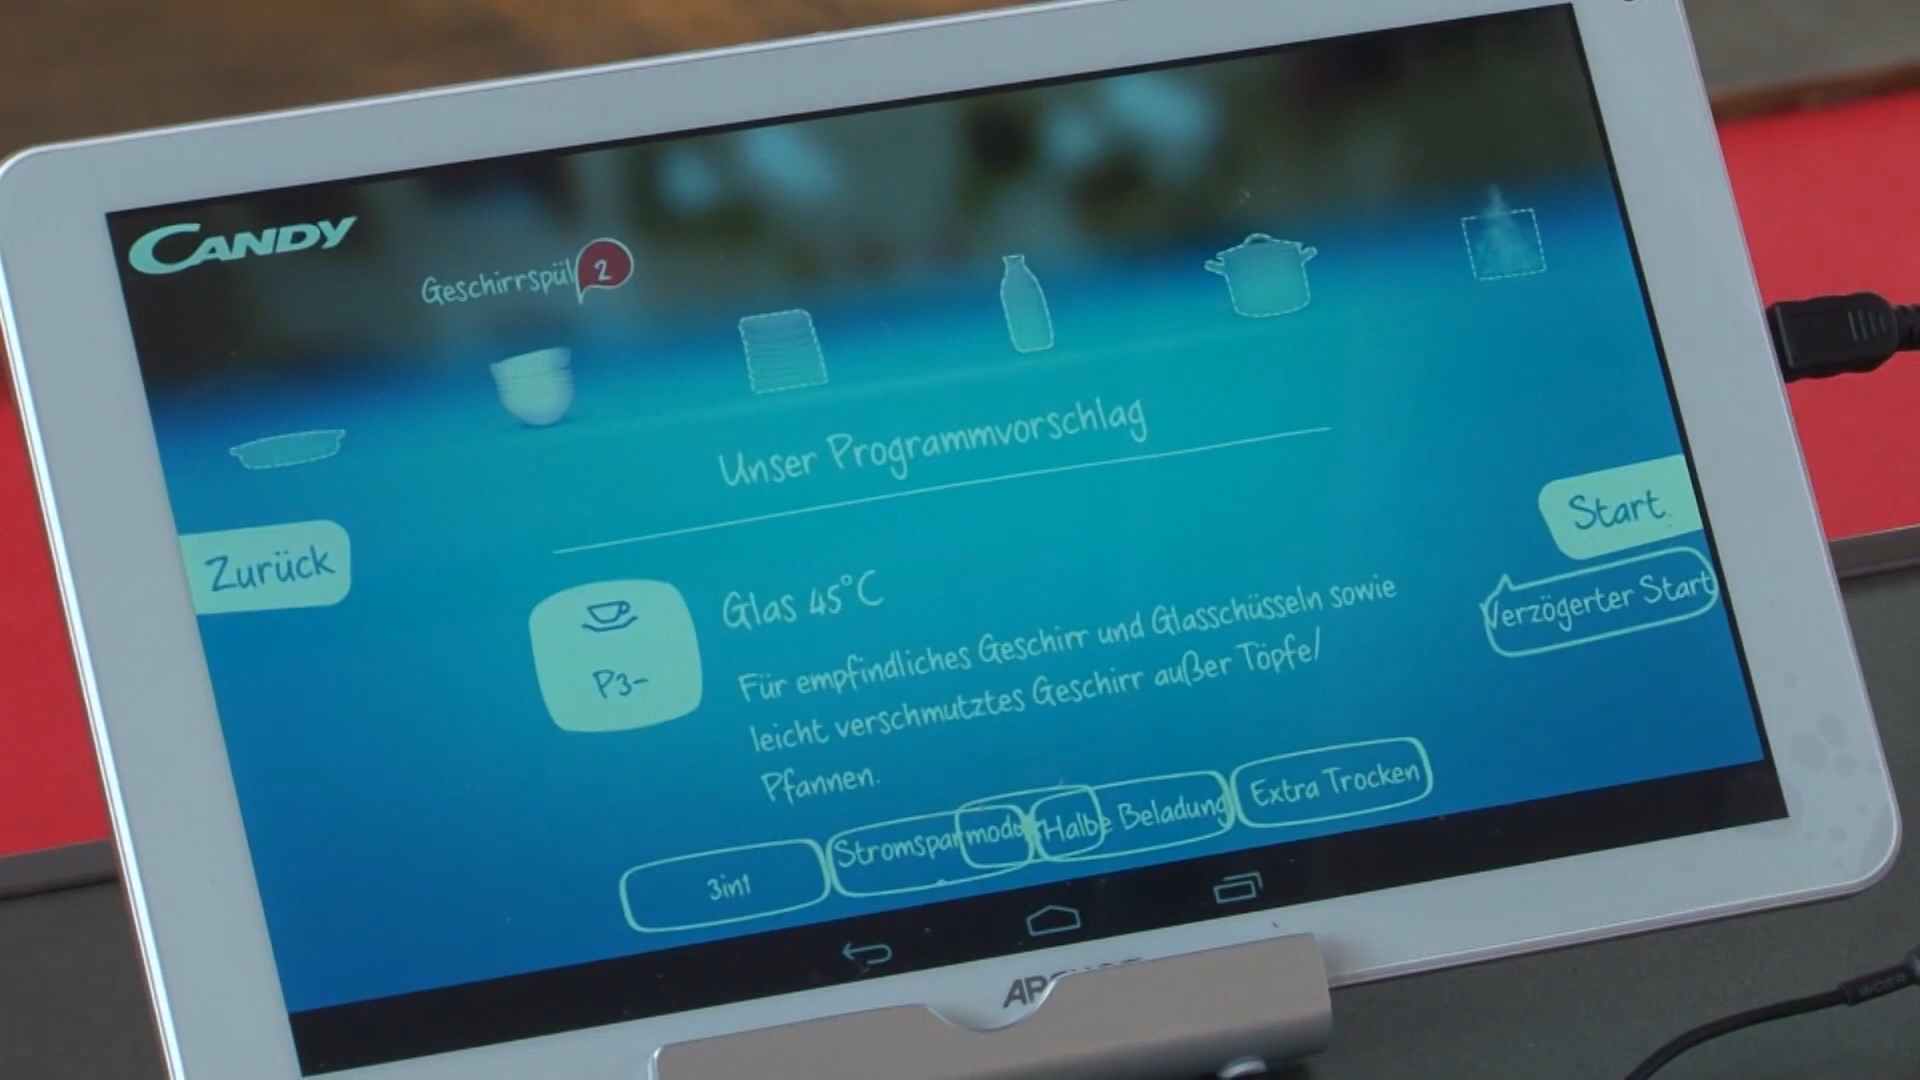 CANDY
Geschirrspül
2
Unser Programmvorschlag
Zurück
Start
Verzögerter Start
Glas 45°C
P3-
Für empfindliches Geschirr und Glasschüsseln sowie
leicht verschmutztes Geschirr außer Töpfe/
Pfannen.
3in1
Stromsparmodus
Halbe Beladung
Extra Trocken